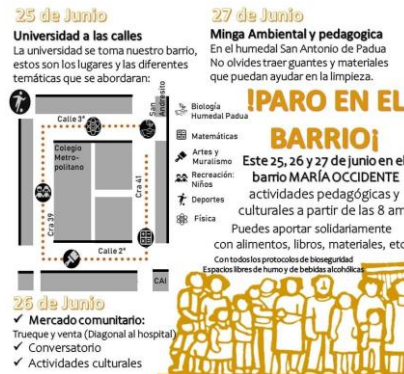 25 de Junio
Universidad a las calles
La universidad se toma nuestro barrio,
estos son los lugares y las diferentes
temáticas que se abordaran:
Calle 3ª
San
Andresito
Colegio
Metro-
politano
Cra 39
Cra 41
Calle 2ª
CAI
Biología
Humedal Padua
Matemáticas
Artes y
Muralismo
Recreación:
Niños
Deportes
Física
26 de Junio
✓ Mercado comunitario:
Trueque y venta (Diagonal al hospital)
✓ Conversatorio
✓ Actividades culturales
27 de Junio
Minga Ambiental y pedagogica
En el humedal San Antonio de Padua
No olvides traer guantes y materiales
que puedan ayudar en la limpieza.
!PARO EN EL
BARRIO¡
Este 25, 26 y 27 de junio en el
barrio MARÍA OCCIDENTE
actividades pedagógicas y
culturales a partir de las 8 am
Puedes aportar solidariamente
con alimentos, libros, materiales, etc
Con todos los protocolos de bioseguridad
Espacios libres de humo y de bebidas alcohólicas